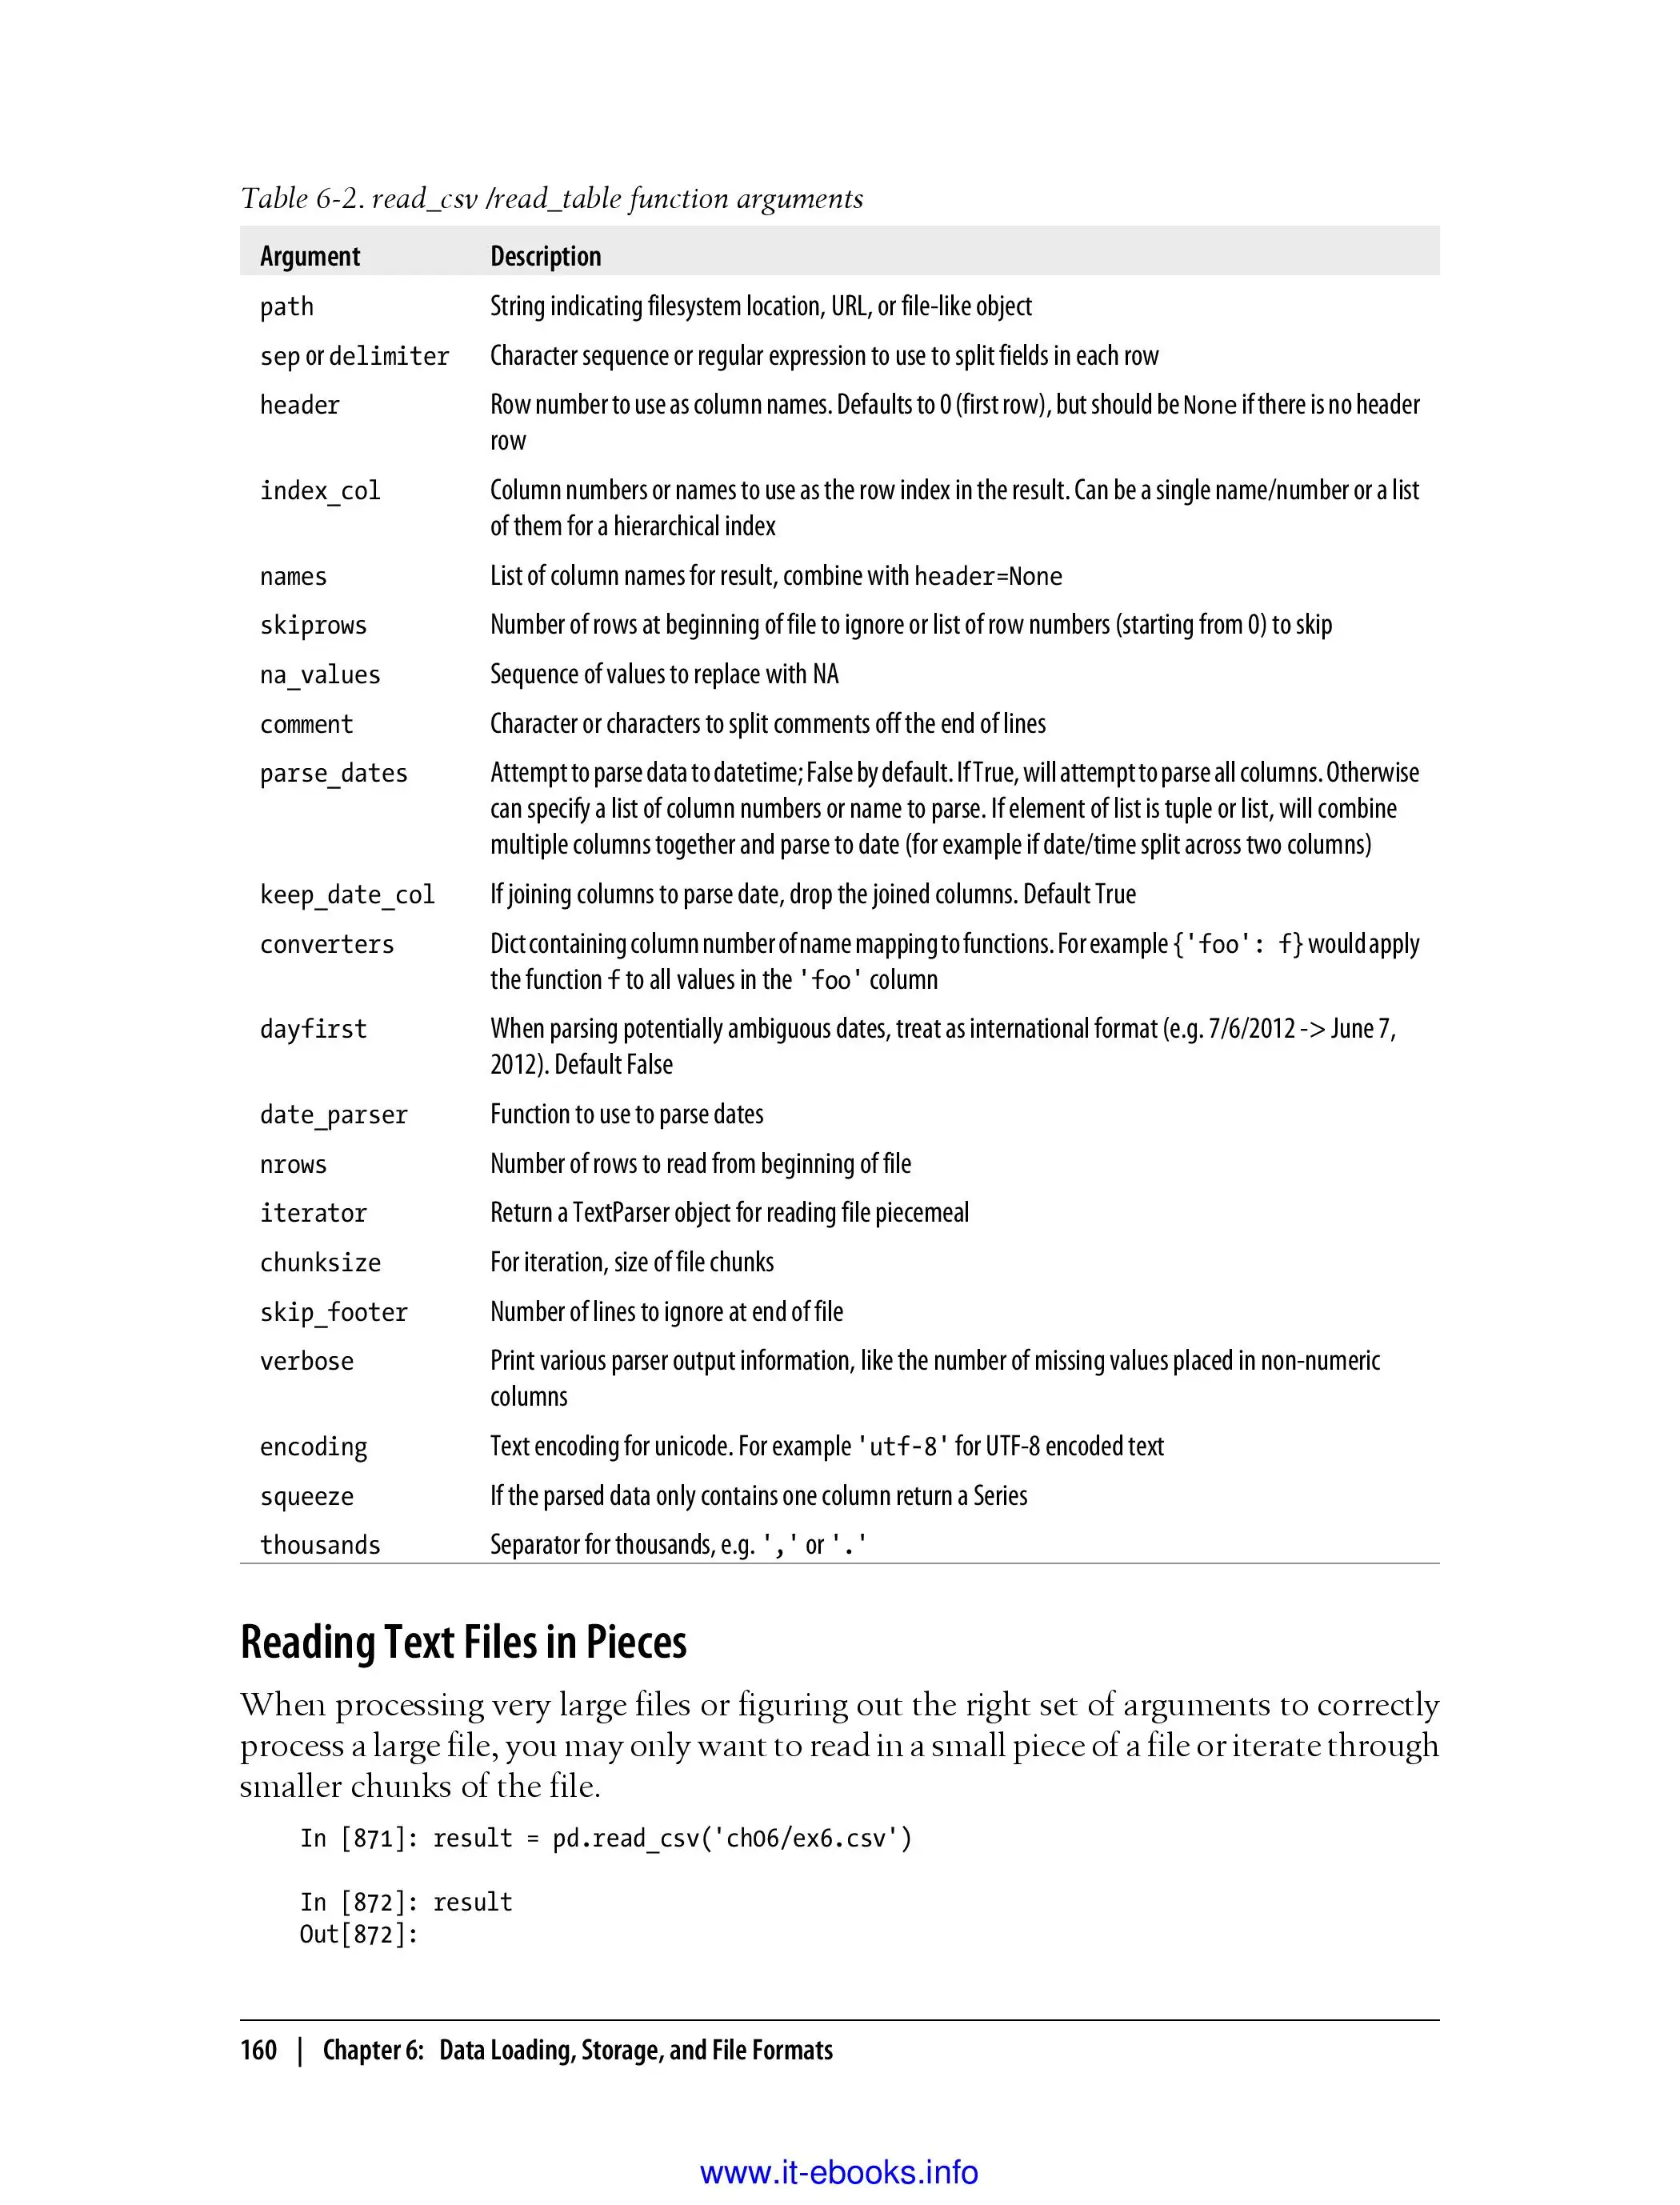 Table 6-2. read_csv /read_table function arguments
Argument Description
path String indicating filesystem location, URL, or file-like object
sep or delimiter Character sequence or regular expression to use to split fields in each row
header Row number to use as column names. Defaults to 0 (first row), but should be None if there is no header
row
index_col Column numbers or names to use as the row index in the result. Can be a single name/number or a list
of them for a hierarchical index
names List of column names for result, combine with header=None
skiprows Number of rows at beginning of file to ignore or list of row numbers (starting from 0) to skip
na_values Sequence of values to replace with NA
comment Character or characters to split comments off the end of lines
parse_dates Attempt to parse data to datetime; False by default. If True, will attempt to parse all columns. Otherwise
can specify a list of column numbers or name to parse. If element of list is tuple or list, will combine
multiple columns together and parse to date (for example if date/time split across two columns)
keep_date_col If joining columns to parse date, drop the joined columns. Default True
converters Dict containing column number of name mapping to functions. For example {'foo': f} would apply
the function f to all values in the 'foo' column
dayfirst When parsing potentially ambiguous dates, treat as international format (e.g. 7/6/2012 -> June 7,
2012). Default False
date_parser Function to use to parse dates
nrows Number of rows to read from beginning of file
iterator Return a TextParser object for reading file piecemeal
chunksize For iteration, size of file chunks
skip_footer Number of lines to ignore at end of file
verbose Print various parser output information, like the number of missing values placed in non-numeric
columns
encoding Text encoding for unicode. For example 'utf-8' for UTF-8 encoded text
squeeze If the parsed data only contains one column return a Series
thousands Separator for thousands, e.g. ',' or '.'
Reading Text Files in Pieces
When processing very large files or figuring out the right set of arguments to correctly
process a large file, you may only want to read in a small piece of a file or iterate through
smaller chunks of the file.
In [871]: result = pd.read_csv('ch06/ex6.csv')
In [872]: result
Out[872]:
160 | Chapter 6: Data Loading, Storage, and File Formats
www.it-ebooks.info